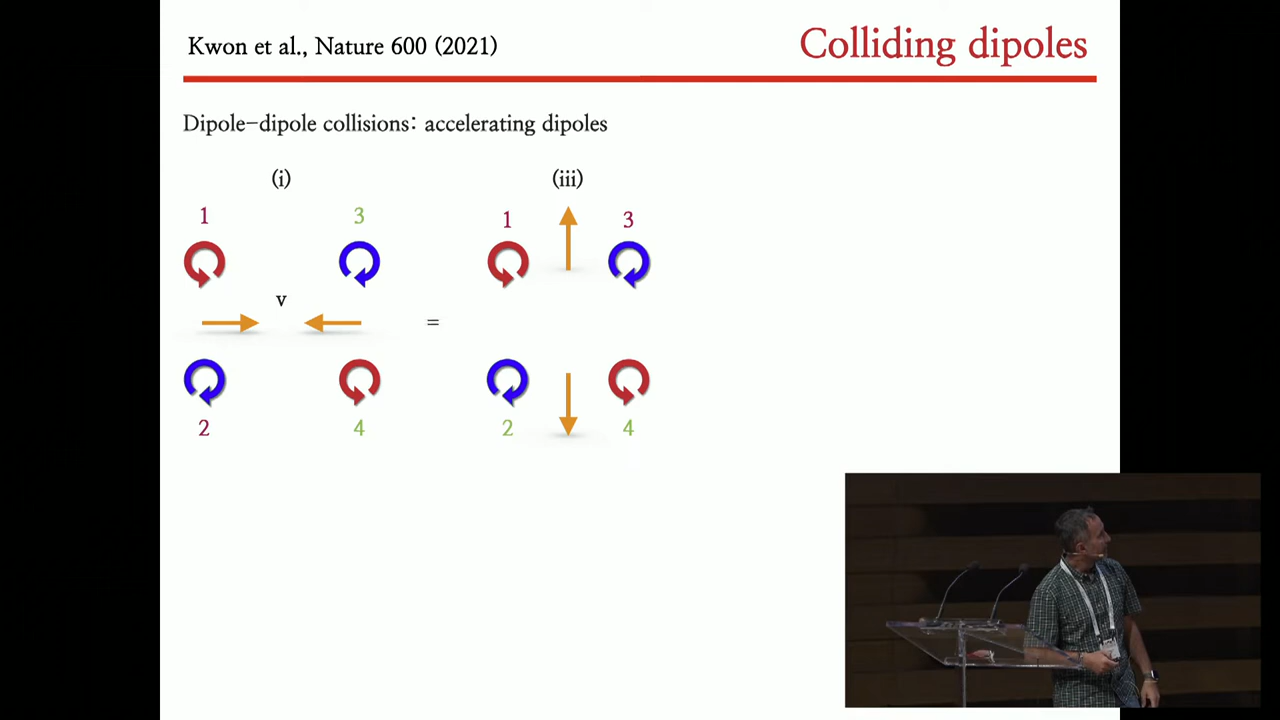 Kwon et al., Nature 600 (2021)
Colliding dipoles
Dipole-dipole collisions: accelerating dipoles
(i)
(iii)
1
3
1
3
v
=
2
4
2
4